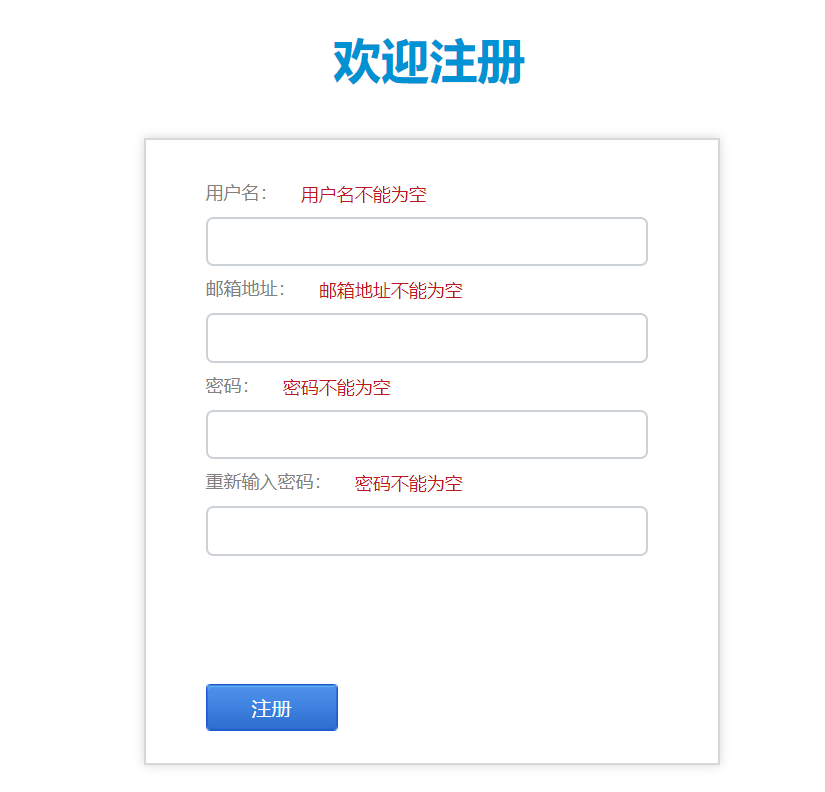 欢迎注册
用户名： 用户名不能为空
邮箱地址： 邮箱地址不能为空
密码： 密码不能为空
重新输入密码： 密码不能为空
注册